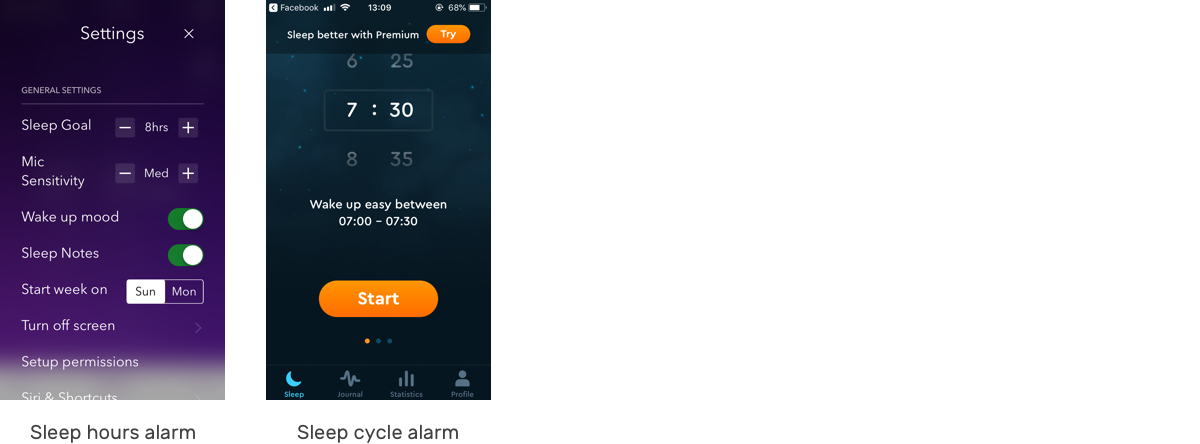 Settings
GENERAL SETTINGS
Sleep Goal
8hrs
Mic
Sensitivity
Med
Wake up mood
Sleep Notes
Start week on
Sun
Mon
Turn off screen
Setup permissions
Siri & Shortcuts
Sleep hours alarm
Facebook
13:09
68%
Sleep better with Premium
Try
6 25
7 : 30
8 35
Wake up easy between
07:00 – 07:30
Start
Sleep
Journal
Statistics
Profile
Sleep cycle alarm